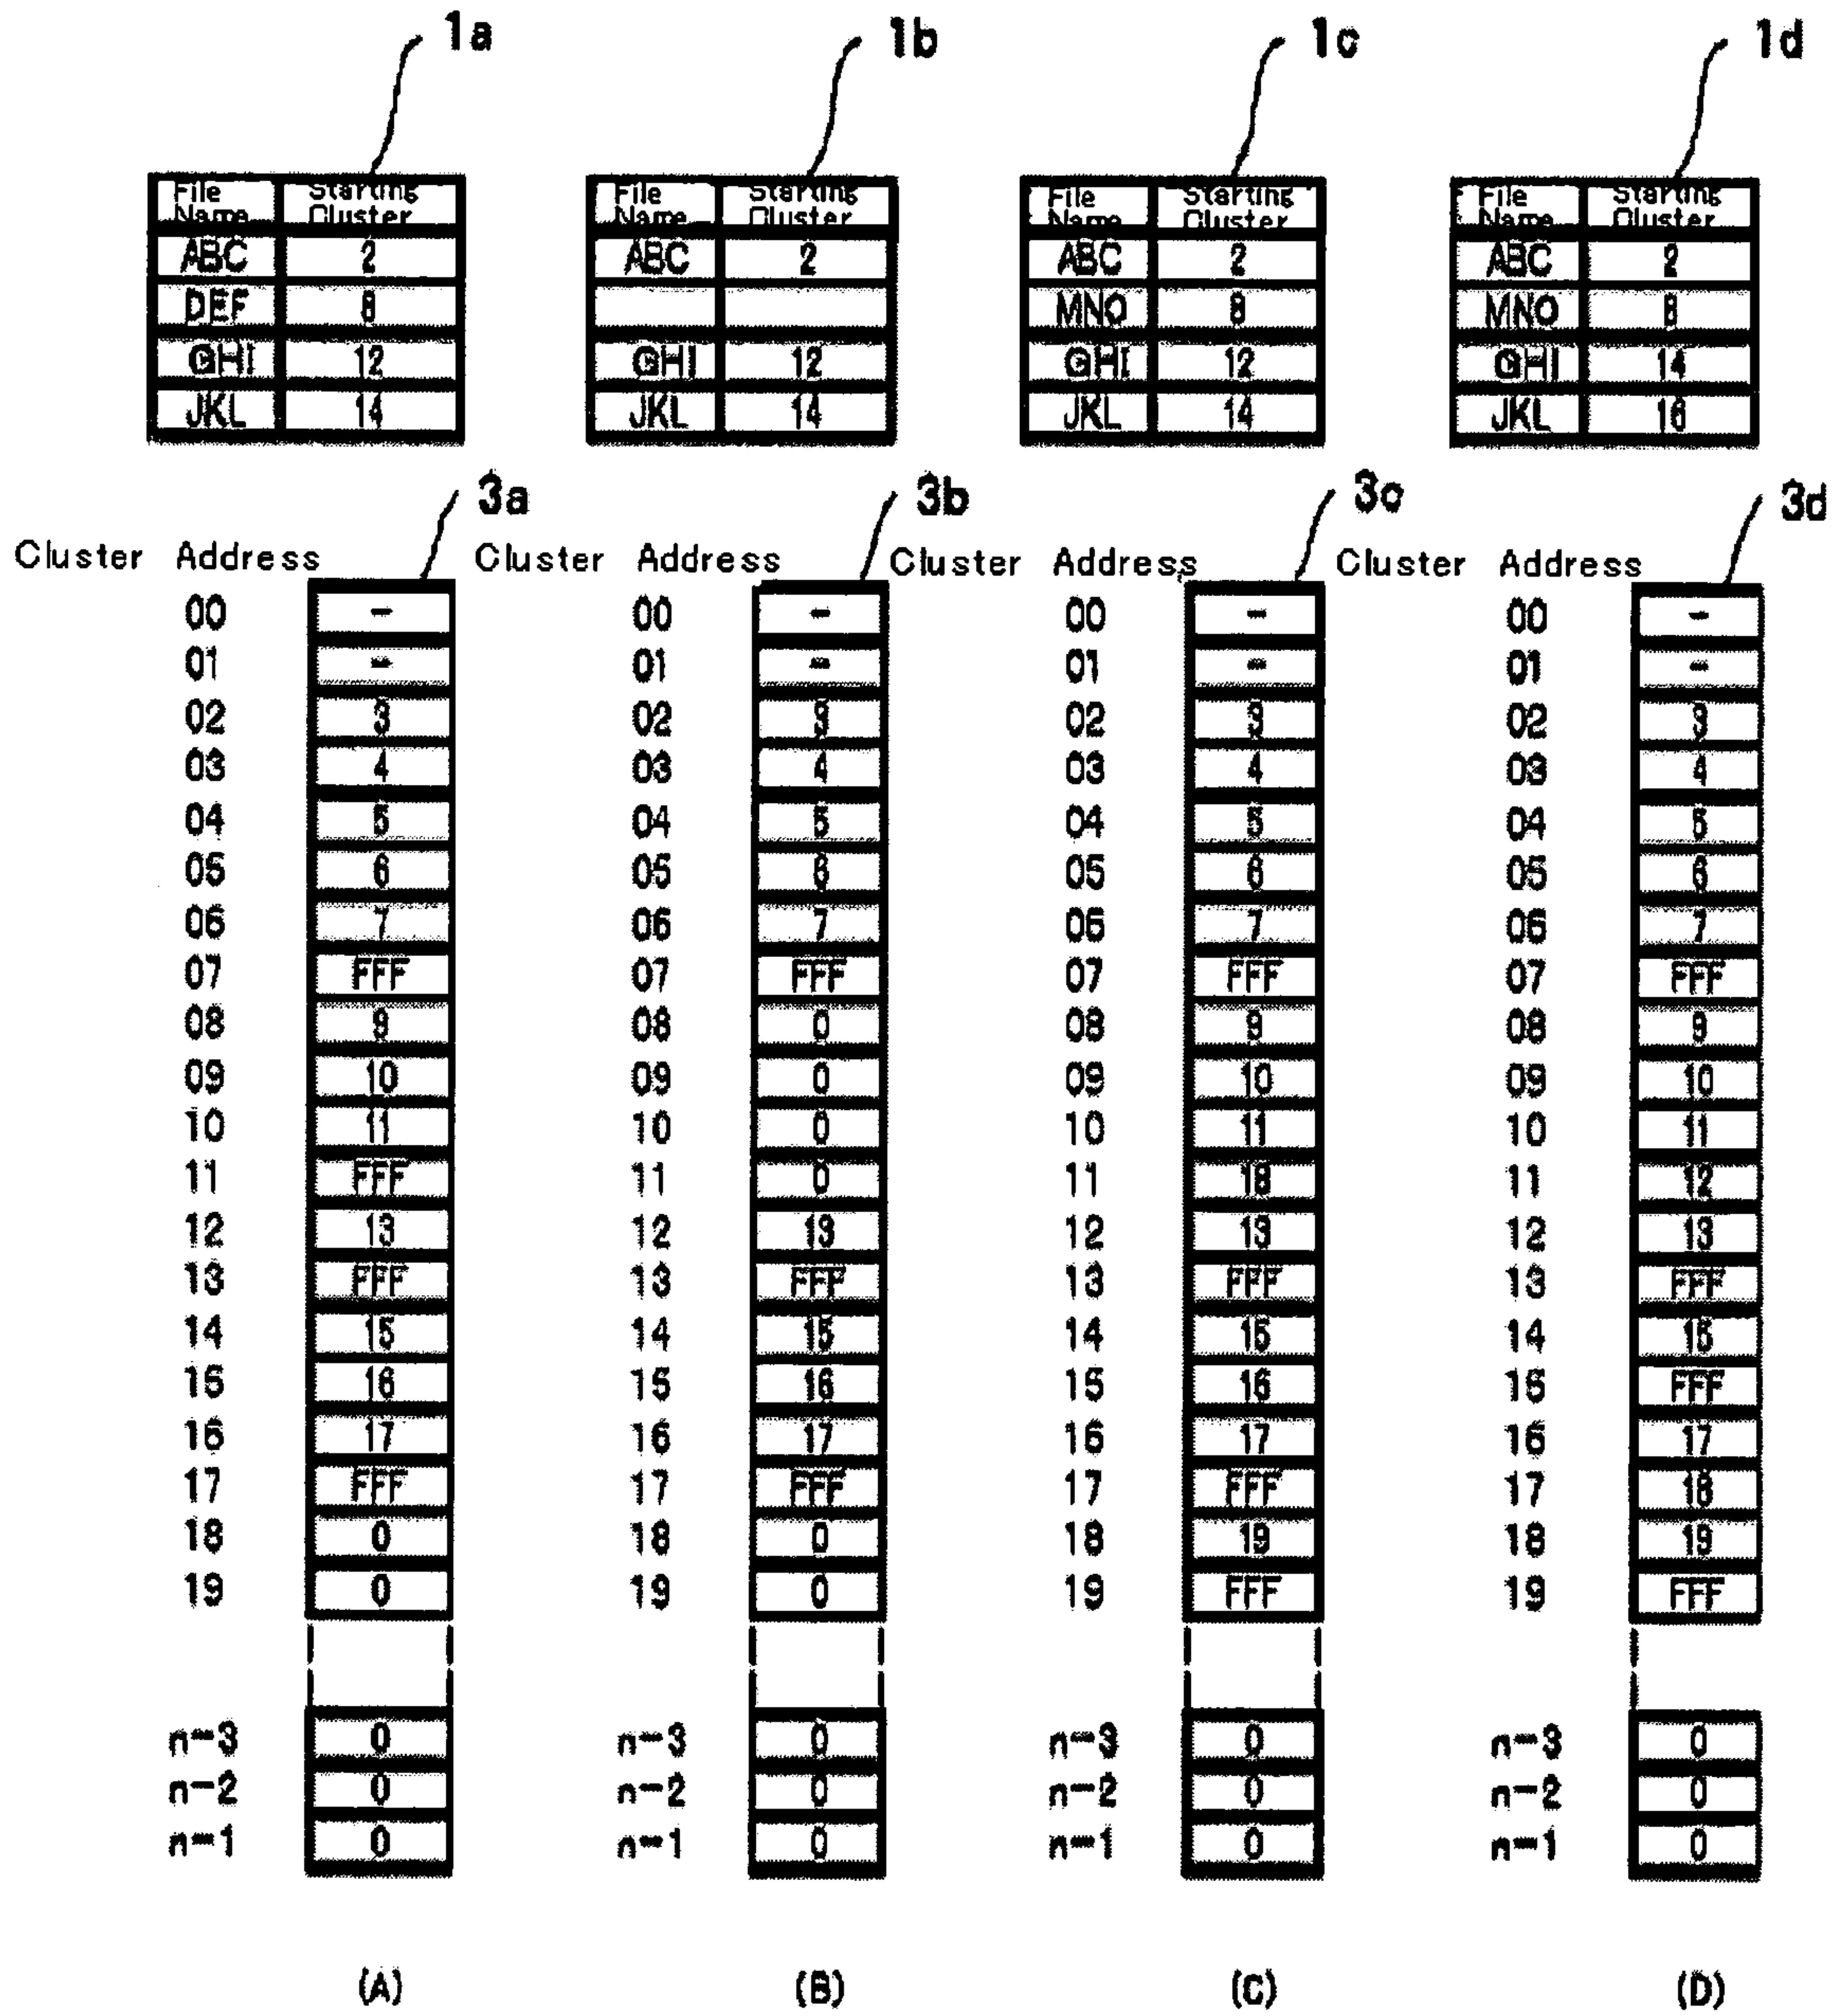 1a 1b 1c 1d
File Name Starting Cluster File Name Starting Cluster File Name Starting Cluster File Name Starting Cluster
ABC 2 ABC 2 ABC 2 ABC 2
DEF 8 MNO 8 MNO 8
GHI 12 GHI 12 GHI 12 GHI 14
JKL 14 JKL 14 JKL 14 JKL 16
3a 3b 3c 3d
Cluster Address Cluster Address Cluster Address Cluster Address
00 - 00 - 00 - 00 -
01 - 01 - 01 - 01 -
02 3 02 3 02 3 02 3
03 4 03 4 03 4 03 4
04 5 04 5 04 5 04 5
05 6 05 6 05 6 05 6
06 7 06 7 06 7 06 7
07 FFF 07 FFF 07 FFF 07 FFF
08 9 08 0 08 9 08 9
09 10 09 0 09 10 09 10
10 11 10 0 10 11 10 11
11 FFF 11 0 11 18 11 12
12 13 12 13 12 13 12 13
13 FFF 13 FFF 13 FFF 13 FFF
14 15 14 15 14 15 14 15
15 16 15 16 15 16 15 FFF
16 17 16 17 16 17 16 17
17 FFF 17 FFF 17 FFF 17 18
18 0 18 0 18 19 18 19
19 0 19 0 19 FFF 19 FFF
n-3 0 n-3 0 n-3 0 n-3 0
n-2 0 n-2 0 n-2 0 n-2 0
n-1 0 n-1 0 n-1 0 n-1 0
(A) (B) (C) (D)